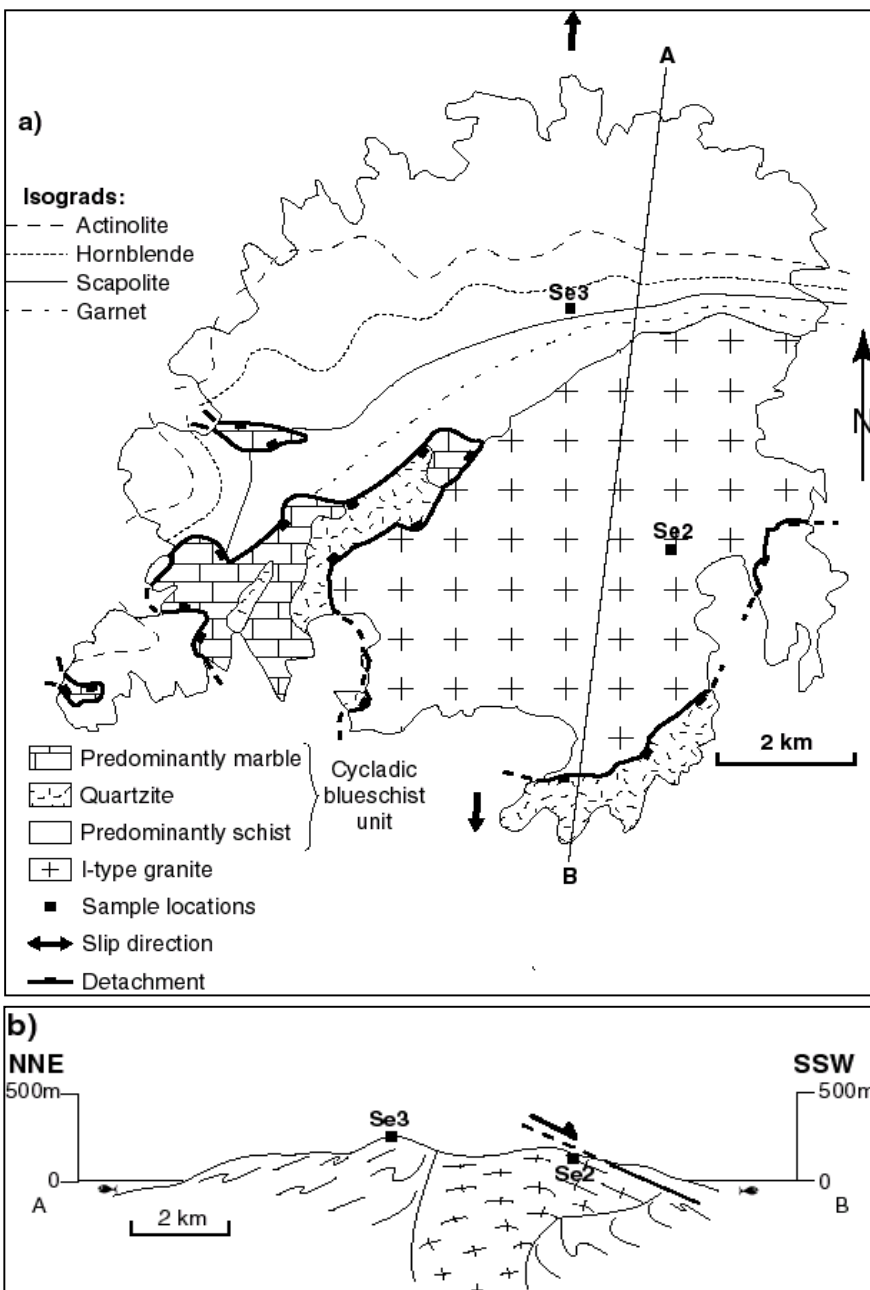 A
a)
Isograds:
Actinolite
Hornblende
Scapolite
Garnet
Se3
N
Se2
2 km
Predominantly marble
Quartzite
Predominantly schist
Cycladic
blueschist
unit
I-type granite
Sample locations
Slip direction
Detachment
B
b)
NNE
SSW
500m
500m
Se3
Se2
0
0
A
B
2 km